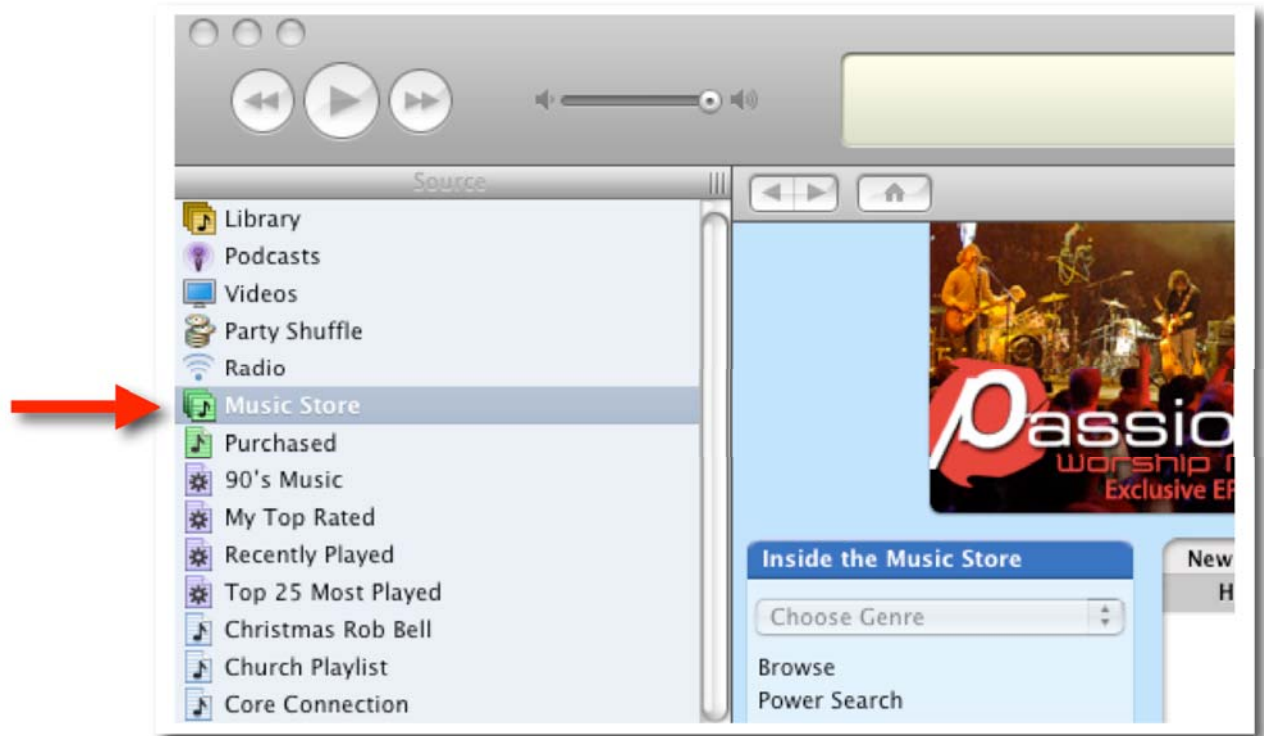 Source
Library
Podcasts
Videos
Party Shuffle
Radio
Music Store
Purchased
90's Music
My Top Rated
Recently Played
Top 25 Most Played
Christmas Rob Bell
Church Playlist
Core Connection
Passio
Worship
Exclusive EP
Inside the Music Store
Choose Genre
Browse
Power Search
New
H